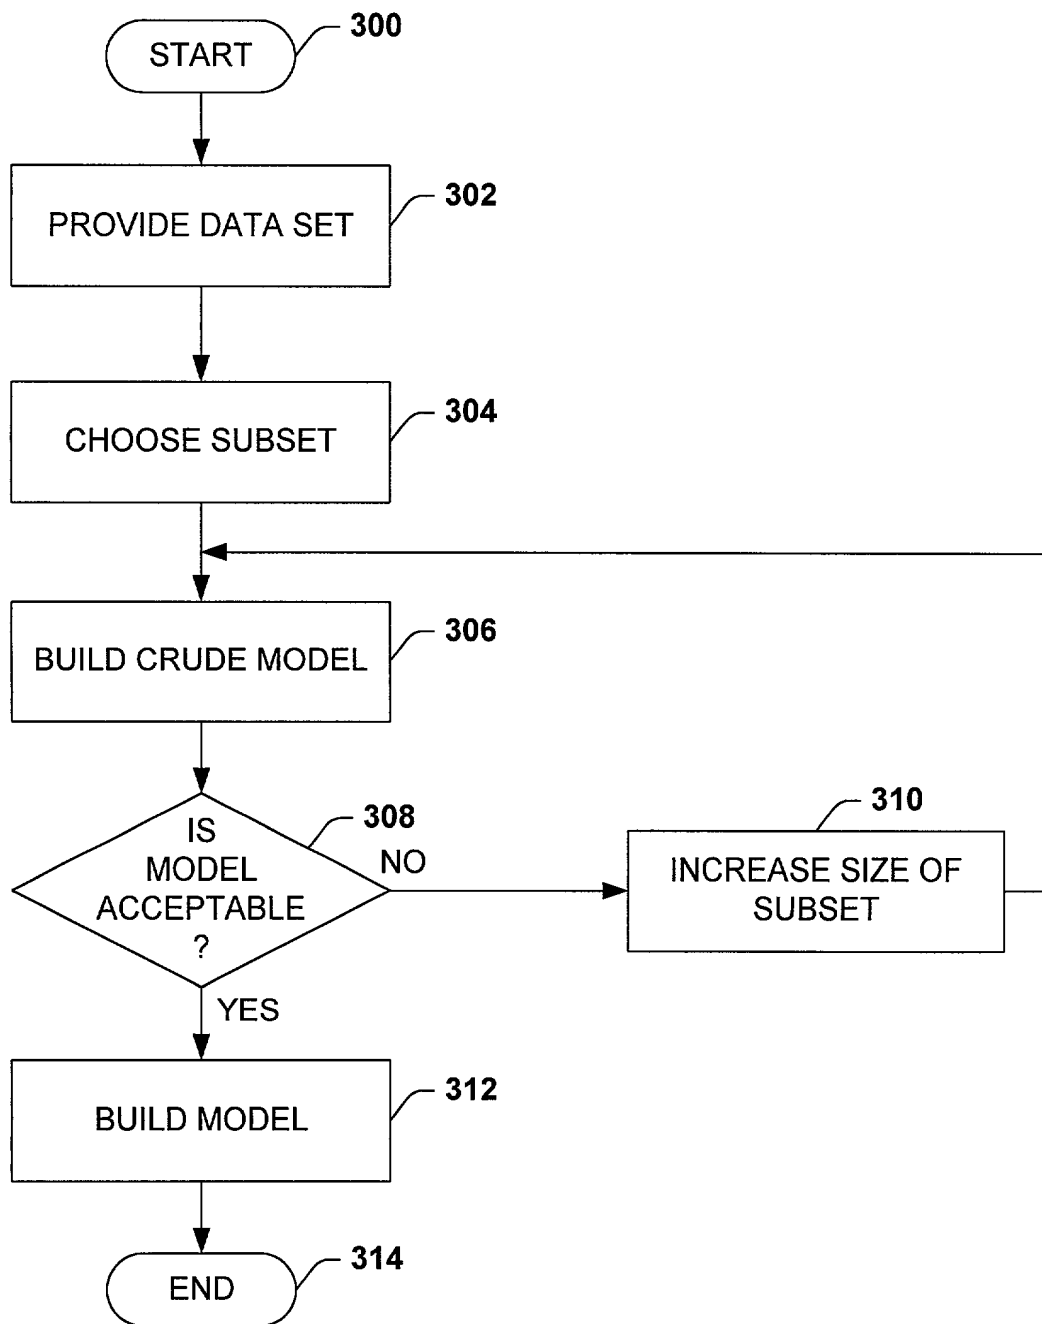 START
300
PROVIDE DATA SET
302
CHOOSE SUBSET
304
BUILD CRUDE MODEL
306
IS
MODEL
ACCEPTABLE
?
308
NO
INCREASE SIZE OF
SUBSET
310
YES
BUILD MODEL
312
END
314